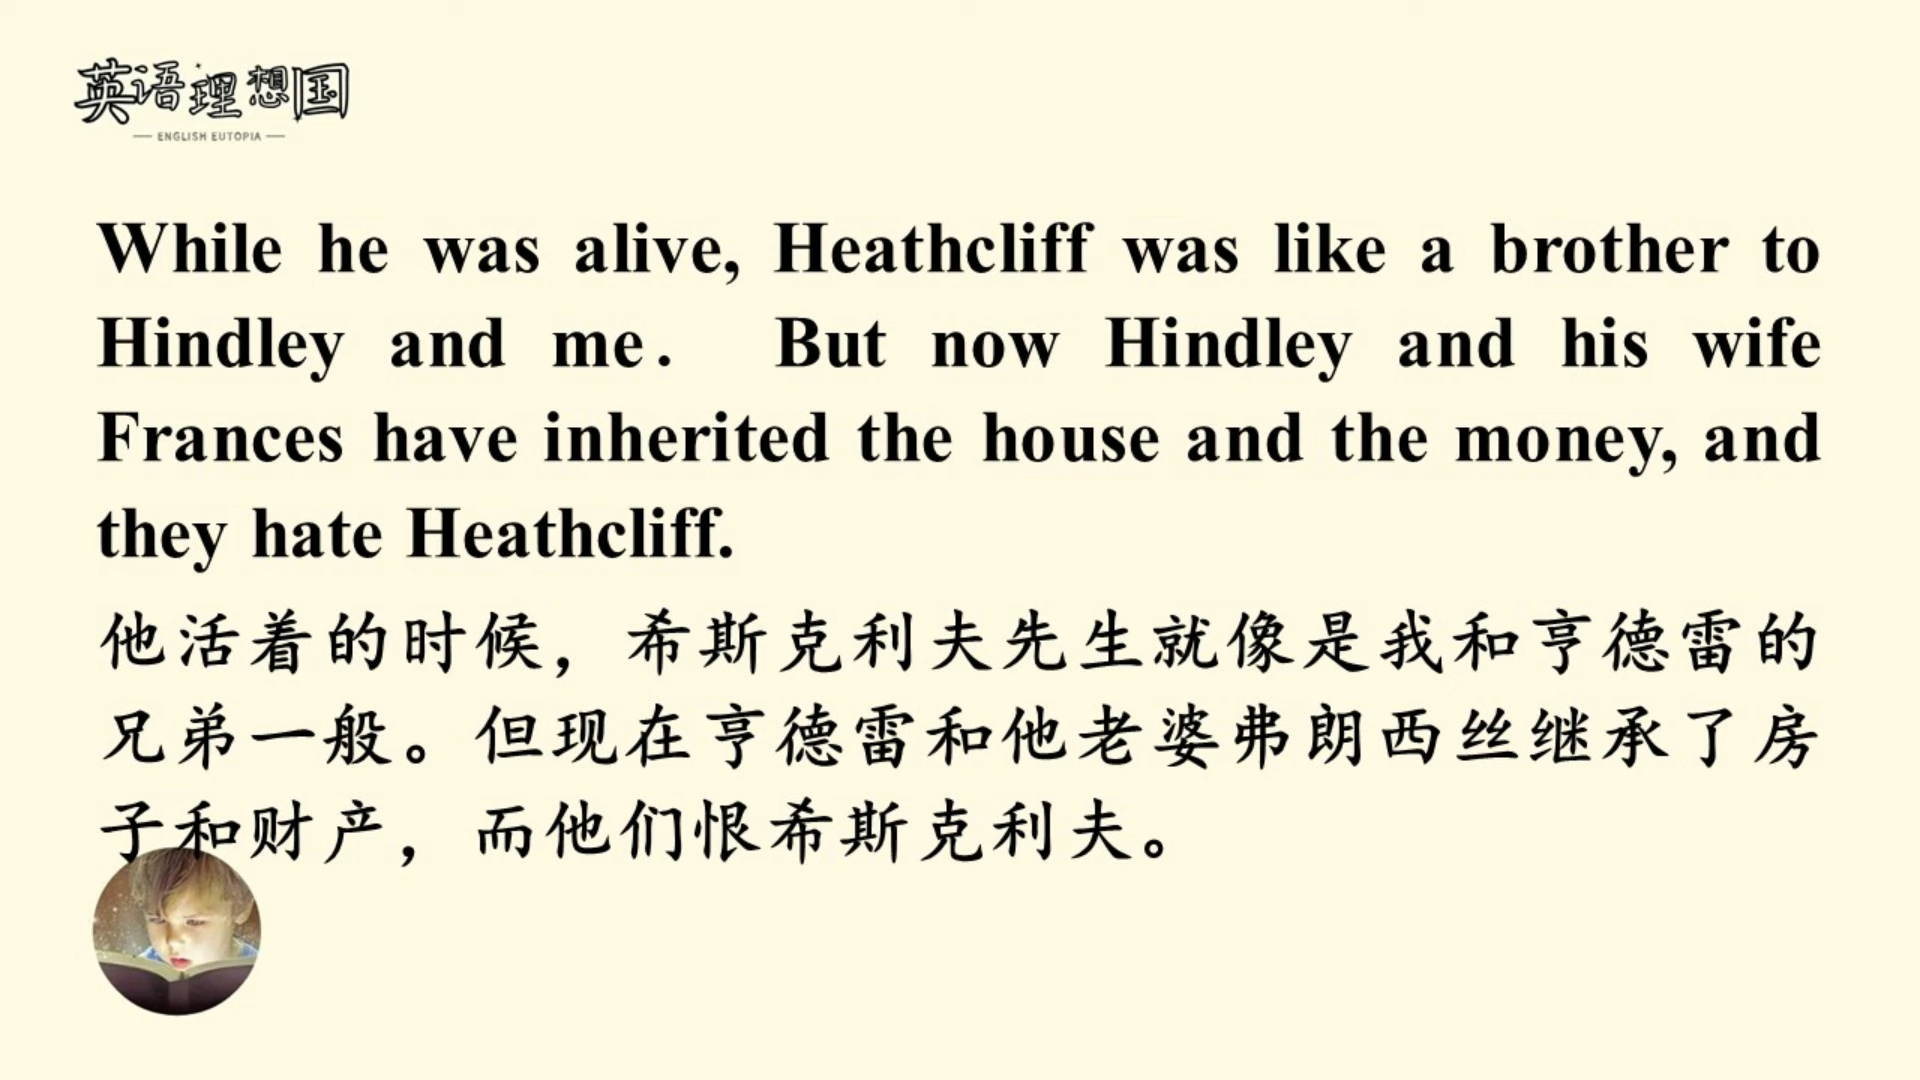 英语理想国
ENGLISH EUTOPIA
While he was alive, Heathcliff was like a brother to
Hindley and me. But now Hindley and his wife
Frances have inherited the house and the money, and
they hate Heathcliff.
他活着的时候，希斯克利夫先生就像是我和亨德雷的
兄弟一般。但现在亨德雷和他老婆弗朗西丝继承了房
子和财产，而他们恨希斯克利夫。